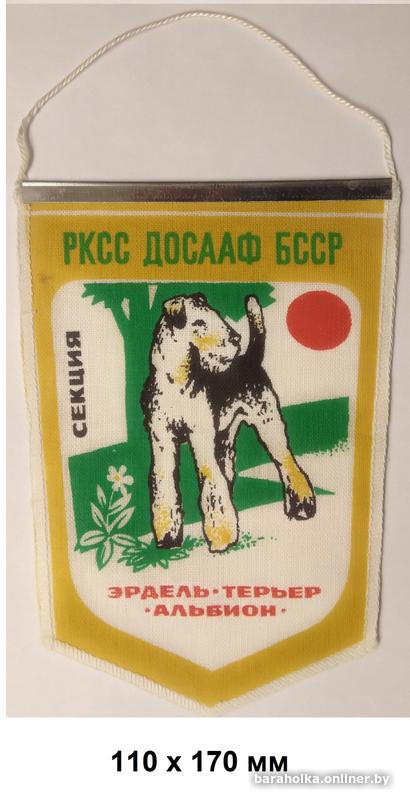 РКСС ДОСААФ БССР
СЕКЦИЯ
ЭРДЕЛЬ·ТЕРЬЕР
·АЛЬБИОН·
110 x 170 мм
baraholka.onliner.by